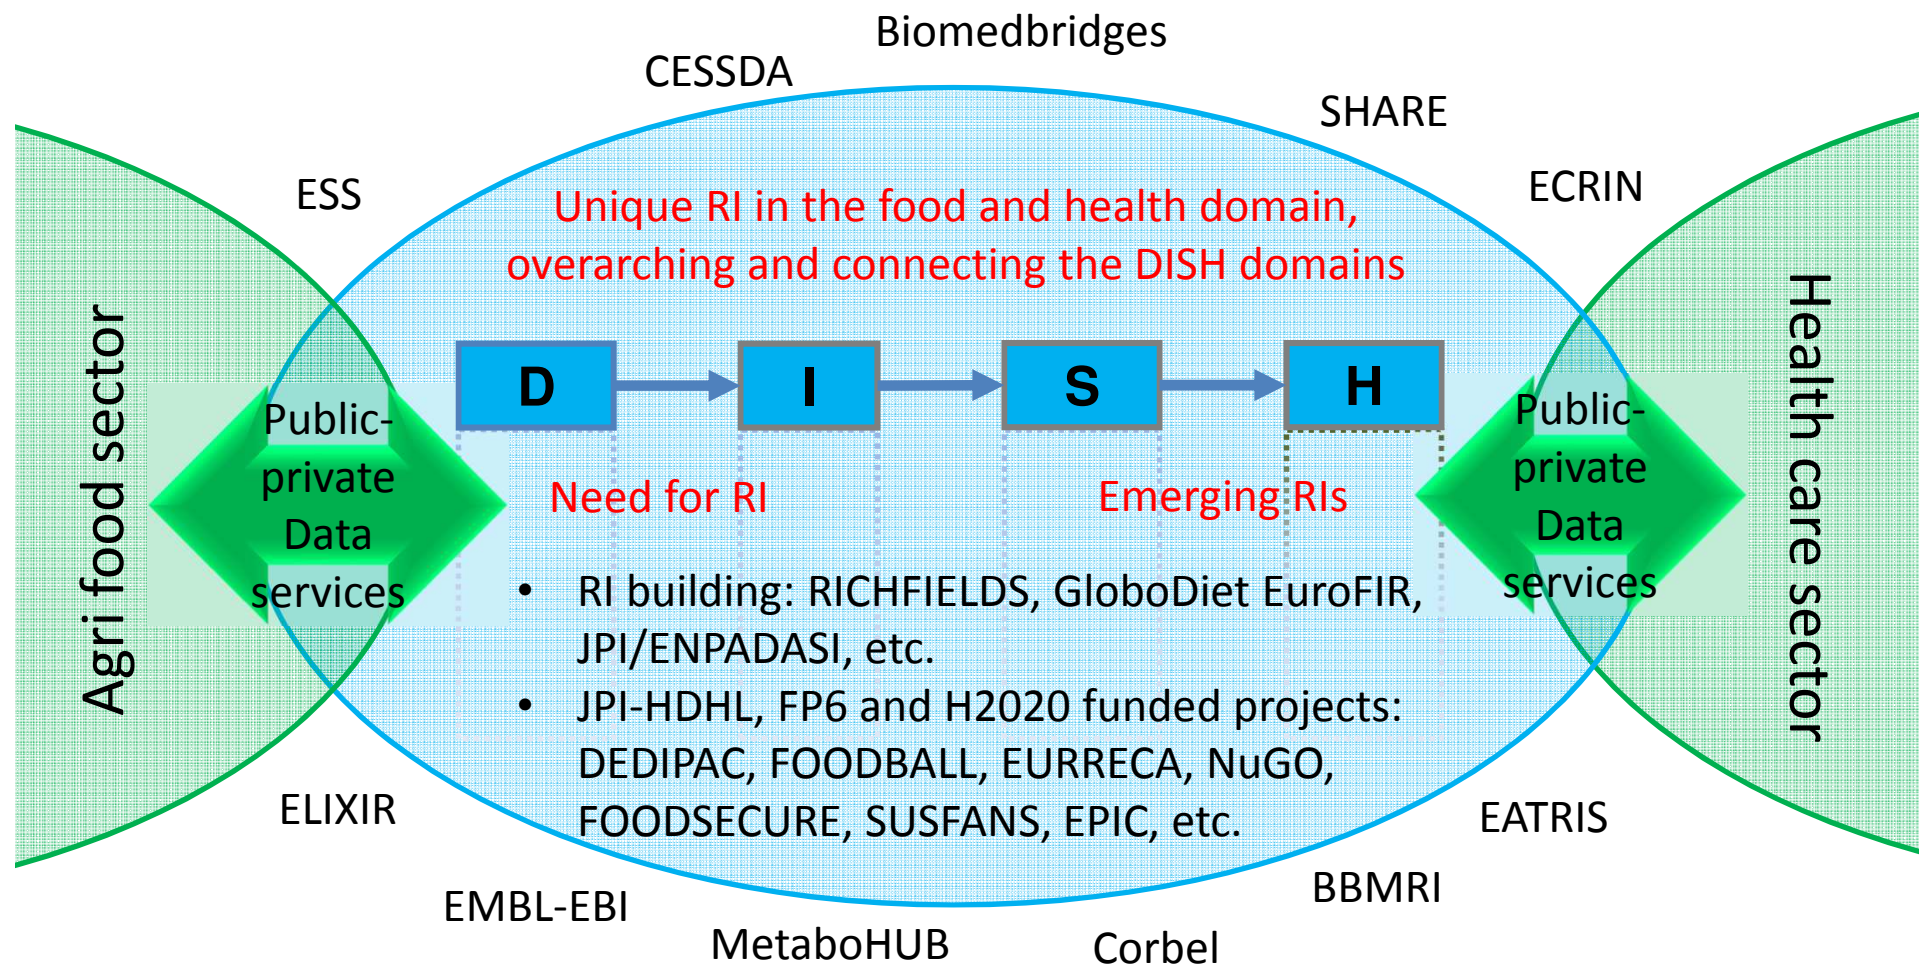 Biomedbridges
CESSDA
SHARE
ESS
ECRIN
Unique RI in the food and health domain,
overarching and connecting the DISH domains
Agri food sector
Health care sector
D
I
S
H
Public-
private
Data
services
Need for RI
Emerging RIs
Public-
private
Data
services
• RI building: RICHFIELDS, GloboDiet EuroFIR,
JPI/ENPADASI, etc.
• JPI-HDHL, FP6 and H2020 funded projects:
DEDIPAC, FOODBALL, EURRECA, NuGO,
FOODSECURE, SUSFANS, EPIC, etc.
ELIXIR
EATRIS
EMBL-EBI
BBMRI
MetaboHUB
Corbel